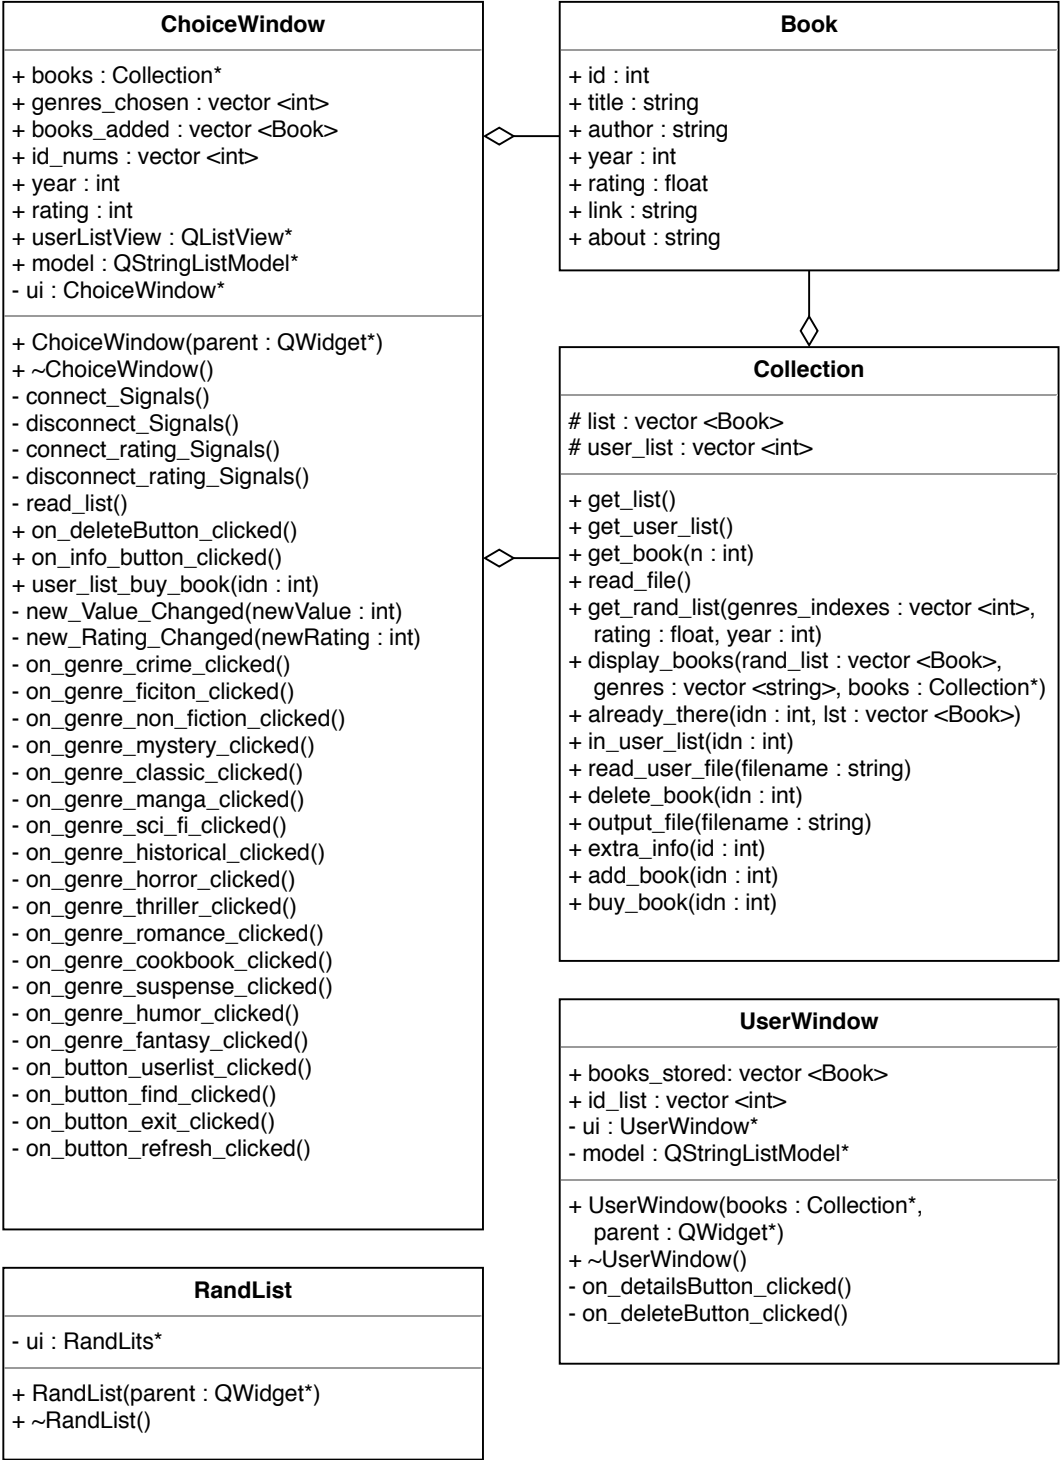 ChoiceWindow
+ books : Collection*
+ genres_chosen : vector <int>
+ books_added : vector <Book>
+ id_nums : vector <int>
+ year : int
+ rating : int
+ userListView : QListView*
+ model : QStringListModel*
- ui : ChoiceWindow*
+ ChoiceWindow(parent : QWidget*)
+ ~ChoiceWindow()
- connect_Signals()
- disconnect_Signals()
- connect_rating_Signals()
- disconnect_rating_Signals()
- read_list()
+ on_deleteButton_clicked()
+ on_info_button_clicked()
+ user_list_buy_book(idn : int)
- new_Value_Changed(newValue : int)
- new_Rating_Changed(newRating : int)
- on_genre_crime_clicked()
- on_genre_ficiton_clicked()
- on_genre_non_fiction_clicked()
- on_genre_mystery_clicked()
- on_genre_classic_clicked()
- on_genre_manga_clicked()
- on_genre_sci_fi_clicked()
- on_genre_historical_clicked()
- on_genre_horror_clicked()
- on_genre_thriller_clicked()
- on_genre_romance_clicked()
- on_genre_cookbook_clicked()
- on_genre_suspense_clicked()
- on_genre_humor_clicked()
- on_genre_fantasy_clicked()
- on_button_userlist_clicked()
- on_button_find_clicked()
- on_button_exit_clicked()
- on_button_refresh_clicked()
Book
+ id : int
+ title : string
+ author : string
+ year : int
+ rating : float
+ link : string
+ about : string
Collection
# list : vector <Book>
# user_list : vector <int>
+ get_list()
+ get_user_list()
+ get_book(n : int)
+ read_file()
+ get_rand_list(genres_indexes : vector <int>,
rating : float, year : int)
+ display_books(rand_list : vector <Book>,
genres : vector <string>, books : Collection*)
+ already_there(idn : int, lst : vector <Book>)
+ in_user_list(idn : int)
+ read_user_file(filename : string)
+ delete_book(idn : int)
+ output_file(filename : string)
+ extra_info(id : int)
+ add_book(idn : int)
+ buy_book(idn : int)
UserWindow
+ books_stored: vector <Book>
+ id_list : vector <int>
- ui : UserWindow*
- model : QStringListModel*
+ UserWindow(books : Collection*,
parent : QWidget*)
+ ~UserWindow()
- on_detailsButton_clicked()
- on_deleteButton_clicked()
RandList
- ui : RandLits*
+ RandList(parent : QWidget*)
+ ~RandList()